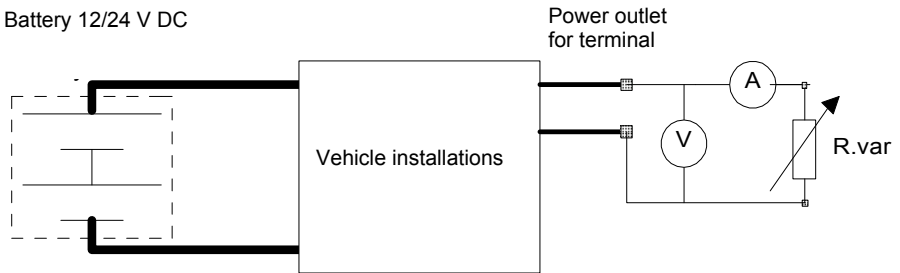 Battery 12/24 V DC
Power outlet
for terminal
A
V
Vehicle installations
R.var